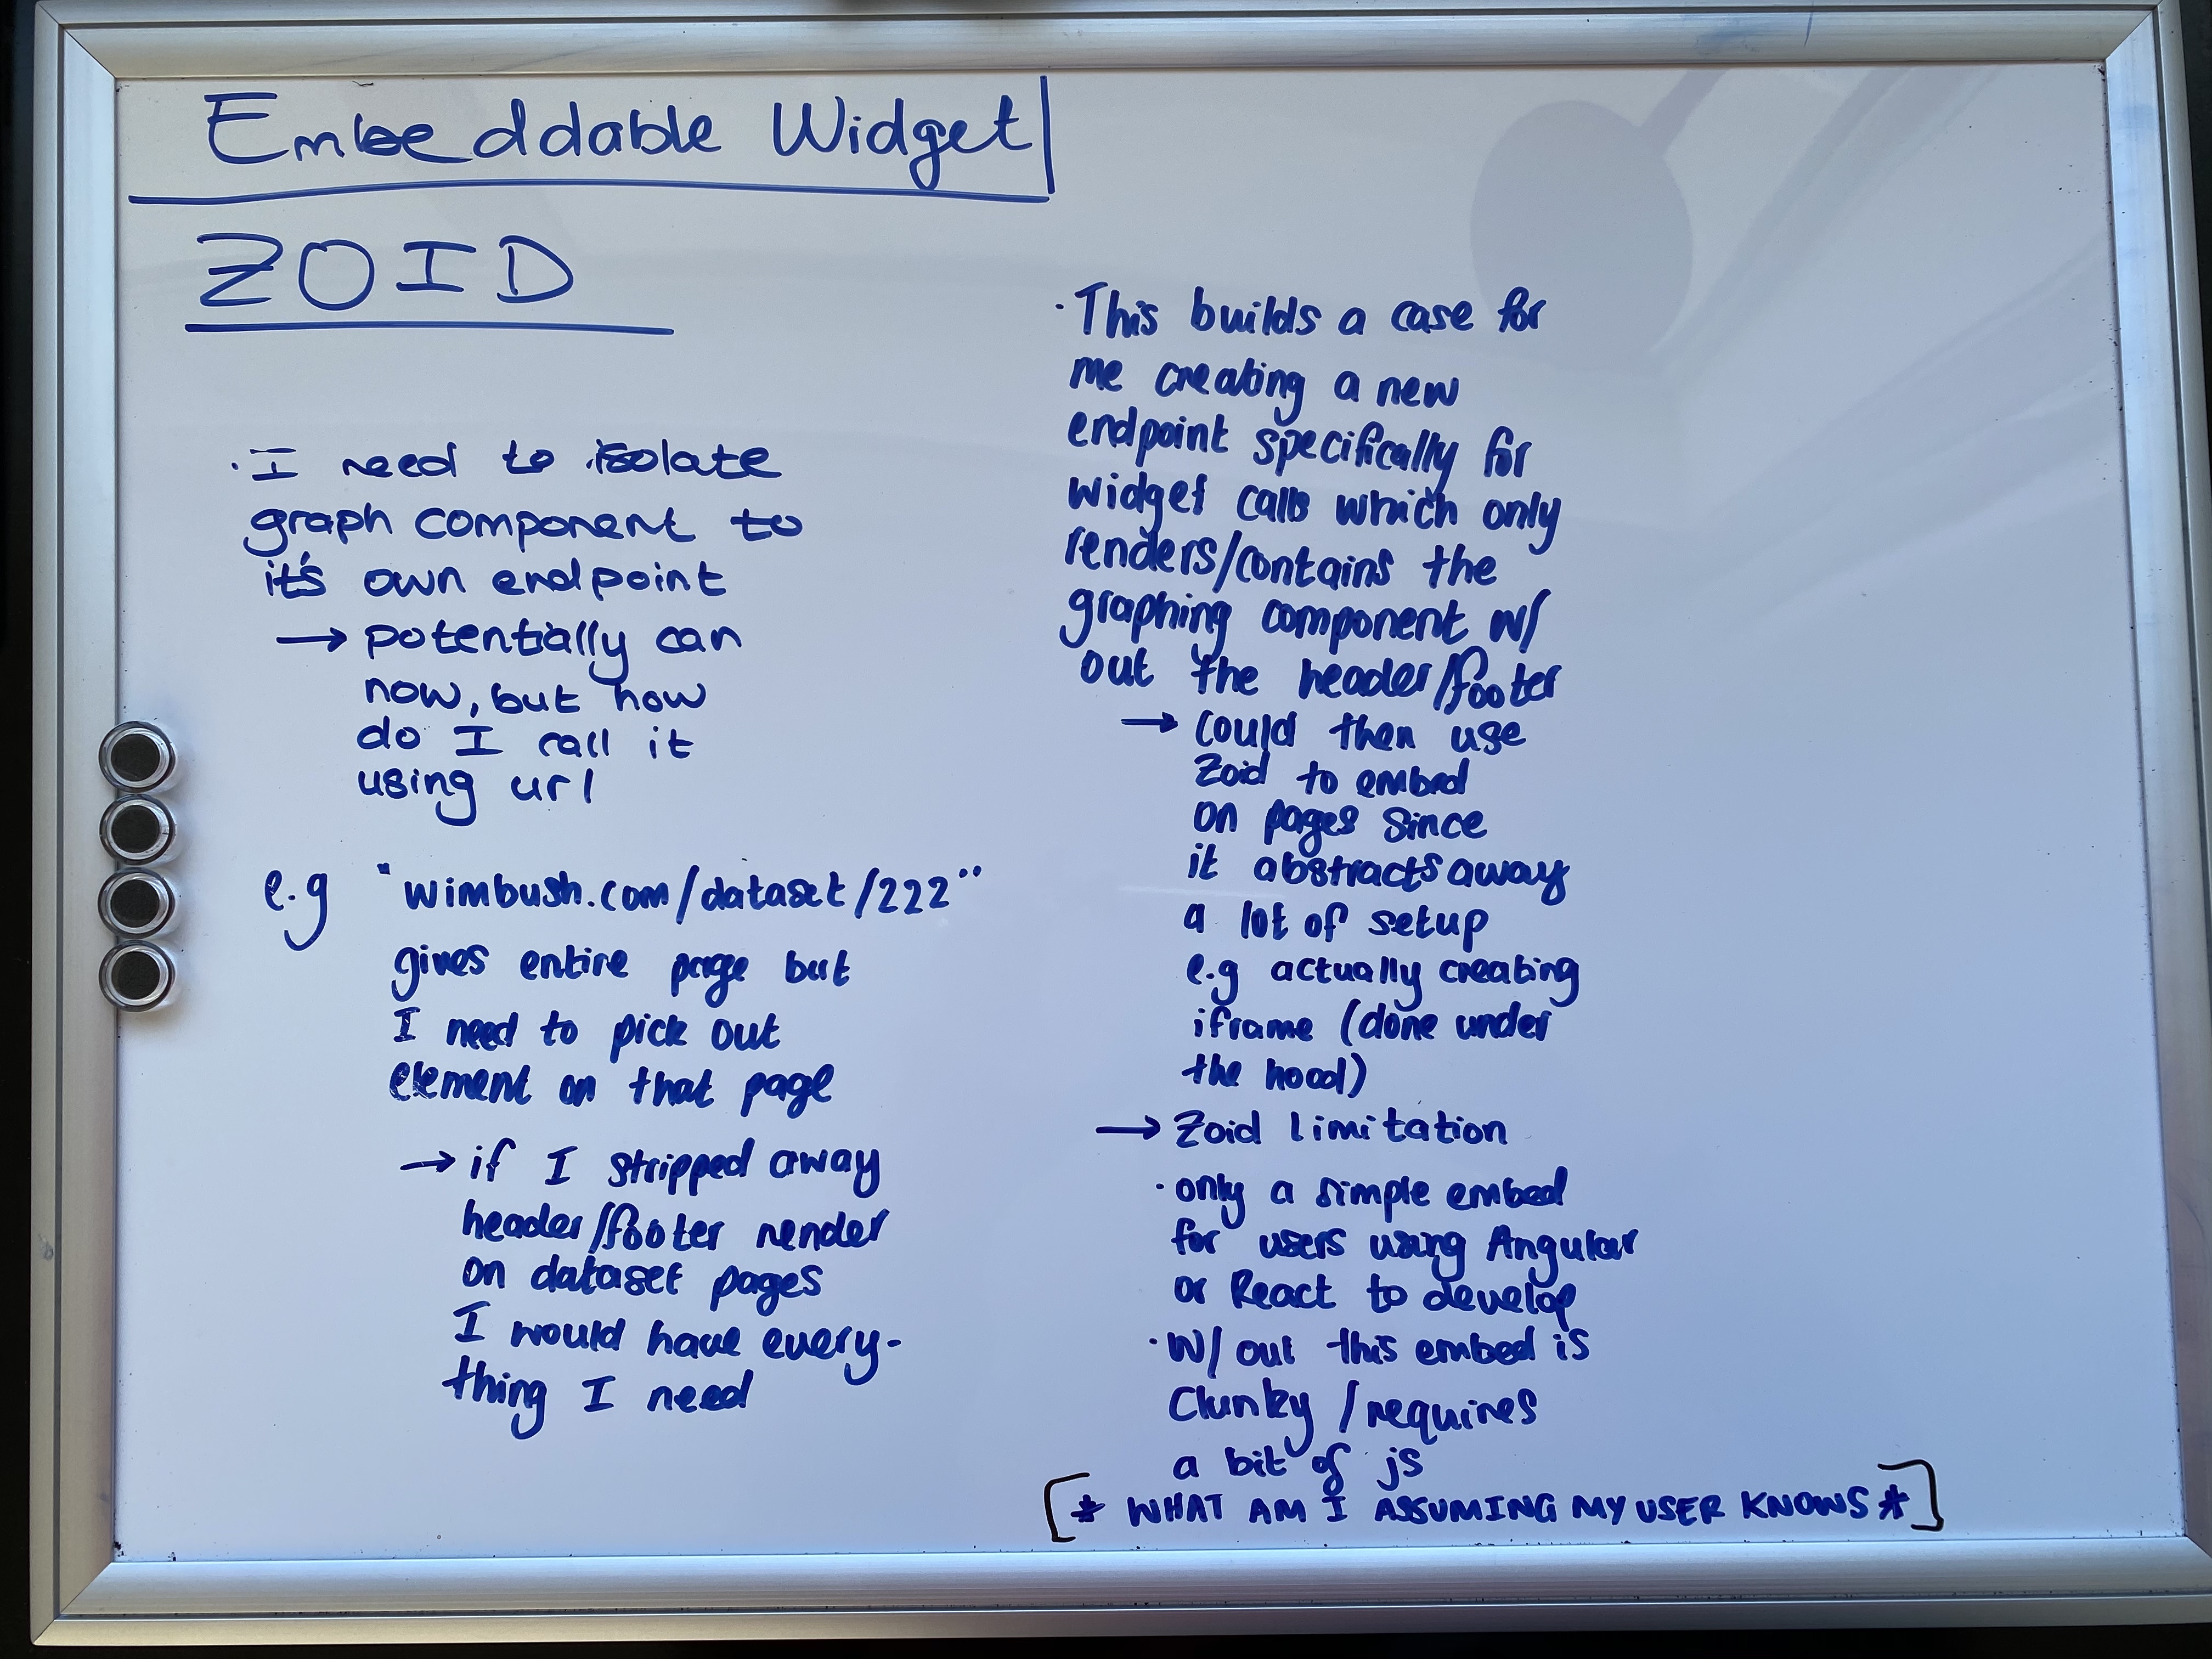 Embeddable Widget
ZOID
· I need to isolate
graph component to
it's own endpoint
→ potentially can
now, but how
do I call it
using url
e.g "wimbush.com/dataset/222"
gives entire page but
I need to pick out
element on that page
→ if I stripped away
header/footer render
on dataset pages
I would have every-
thing I need
· This builds a case for
me creating a new
endpoint specifically for
widget calls which only
renders/contains the
graphing component w/
out the header/footer
→ could then use
Zoid to embed
on pages since
it abstracts away
a lot of setup
e.g actually creating
iframe (done under
the hood)
→ Zoid limitation
· only a simple embed
for users using Angular
or React to develop
· W/ out this embed is
Clunky / requires
a bit of js
[* WHAT AM I ASSUMING MY USER KNOWS *]